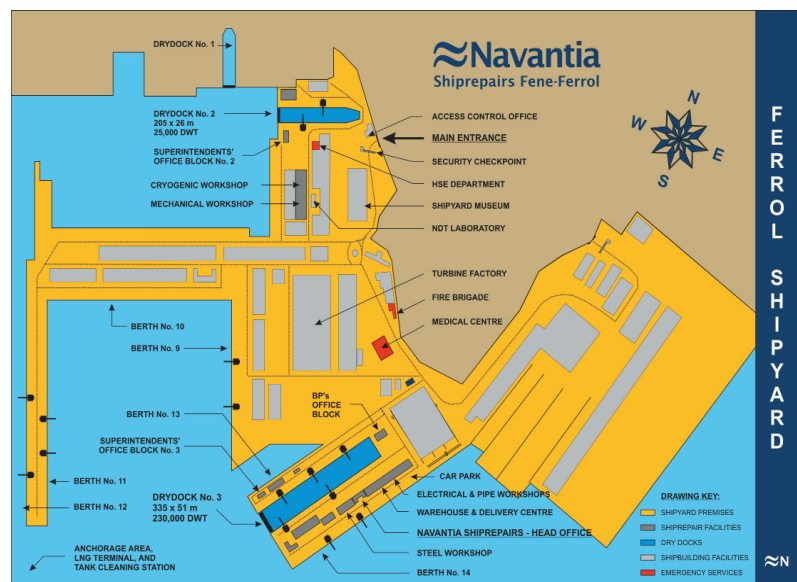 ≈Navantia
Shiprepairs Fene-Ferrol
DRYDOCK No. 1
DRYDOCK No. 2
205 x 26 m
25,000 DWT
SUPERINTENDENTS'
OFFICE BLOCK No. 2
CRYOGENIC WORKSHOP
MECHANICAL WORKSHOP
ACCESS CONTROL OFFICE
MAIN ENTRANCE
SECURITY CHECKPOINT
HSE DEPARTMENT
SHIPYARD MUSEUM
NDT LABORATORY
N
W
E
S
TURBINE FACTORY
FIRE BRIGADE
MEDICAL CENTRE
BERTH No. 10
BERTH No. 9
BP's
OFFICE
BLOCK
BERTH No. 13
SUPERINTENDENTS'
OFFICE BLOCK No. 3
BERTH No. 11
DRYDOCK No. 3
335 x 51 m
230,000 DWT
BERTH No. 12
CAR PARK
ELECTRICAL & PIPE WORKSHOPS
WAREHOUSE & DELIVERY CENTRE
NAVANTIA SHIPREPAIRS - HEAD OFFICE
STEEL WORKSHOP
BERTH No. 14
ANCHORAGE AREA,
LNG TERMINAL, AND
TANK CLEANING STATION
DRAWING KEY:
SHIPYARD PREMISES
SHIPREPAIR FACILITIES
DRY DOCKS
SHIPBUILDING FACILITIES
EMERGENCY SERVICES
FERROL SHIPYARD
≈N